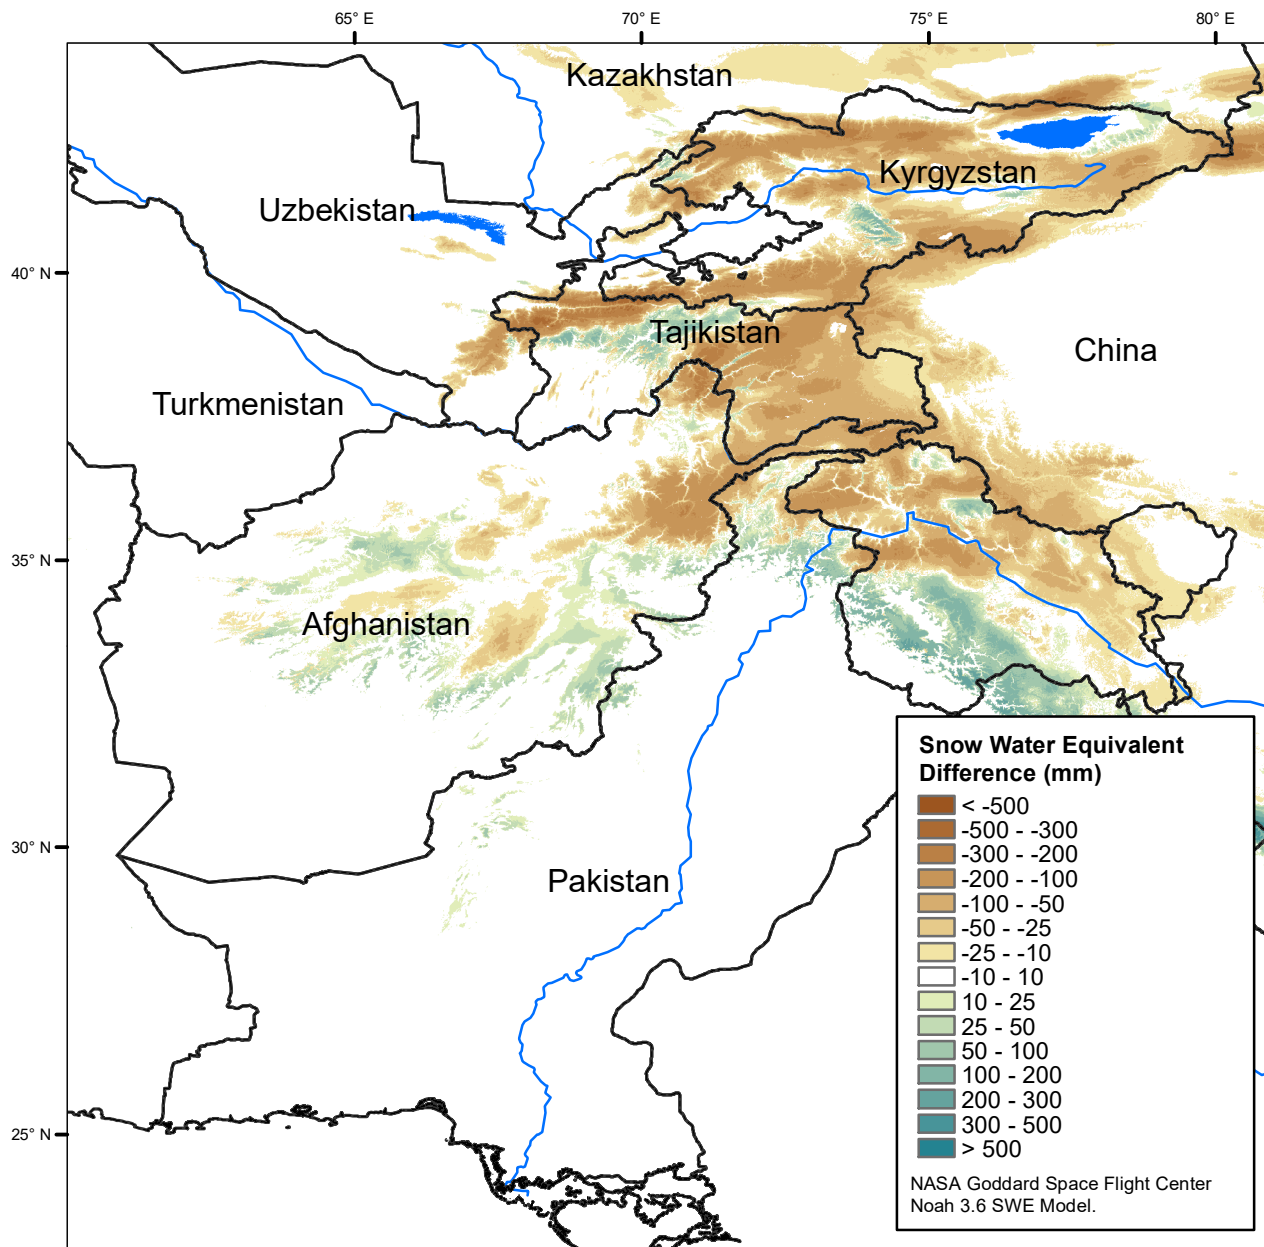 65° E
70° E
75° E
80° E
Kazakhstan
Kyrgyzstan
Uzbekistan
40° N
Tajikistan
China
Turkmenistan
35° N
Afghanistan
30° N
Pakistan
25° N
Snow Water Equivalent
Difference (mm)
< -500
-500 - -300
-300 - -200
-200 - -100
-100 - -50
-50 - -25
-25 - -10
-10 - 10
10 - 25
25 - 50
50 - 100
100 - 200
200 - 300
300 - 500
> 500
NASA Goddard Space Flight Center
Noah 3.6 SWE Model.